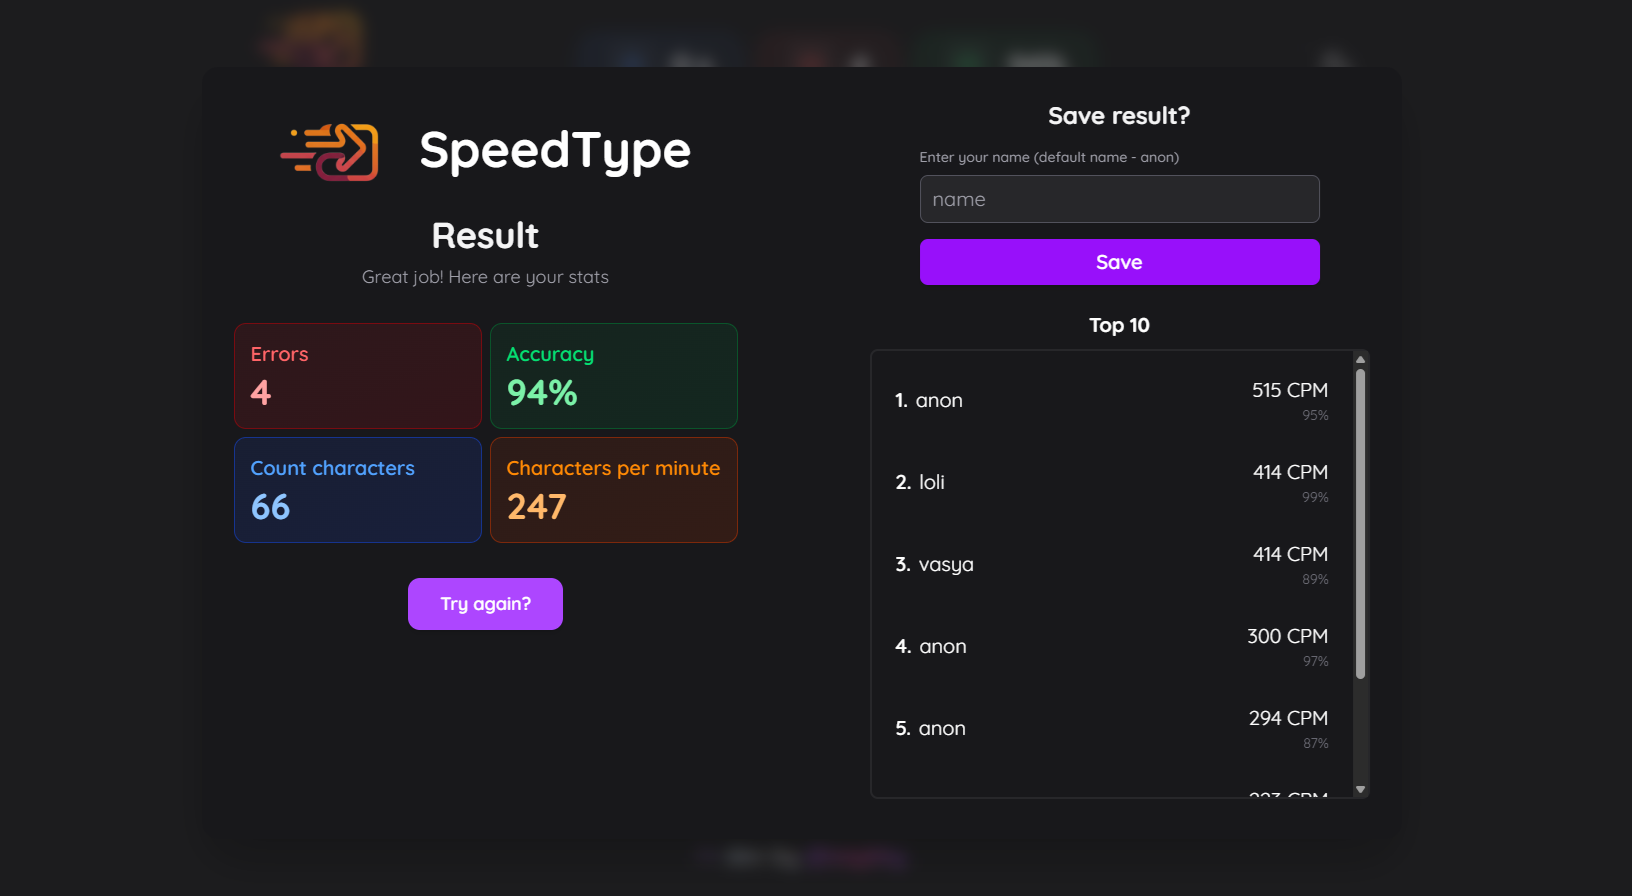 SpeedType
Result
Great job! Here are your stats
Errors
4
Accuracy
94%
Count characters
66
Characters per minute
247
Try again?
Save result?
Enter your name (default name - anon)
name
Save
Top 10
1. anon
515 CPM
95%
2. loli
414 CPM
99%
3. vasya
414 CPM
89%
4. anon
300 CPM
97%
5. anon
294 CPM
87%